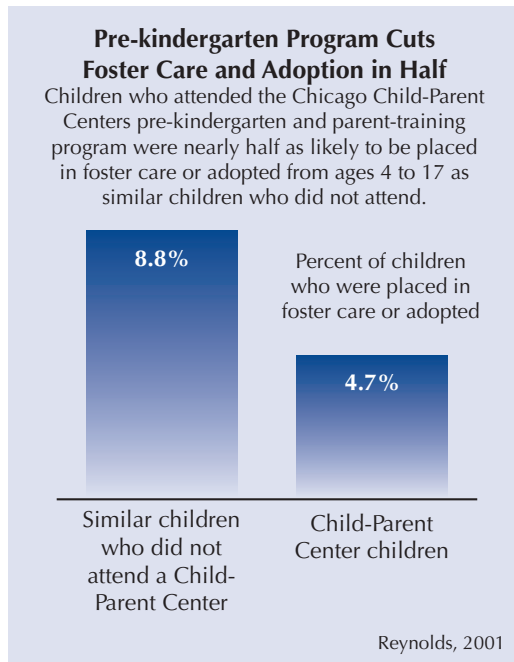 Pre-kindergarten Program Cuts
Foster Care and Adoption in Half
Children who attended the Chicago Child-Parent
Centers pre-kindergarten and parent-training
program were nearly half as likely to be placed
in foster care or adopted from ages 4 to 17 as
similar children who did not attend.
8.8%
Percent of children
who were placed in
foster care or adopted
4.7%
Similar children
who did not
attend a Child-
Parent Center
Child-Parent
Center children
Reynolds, 2001